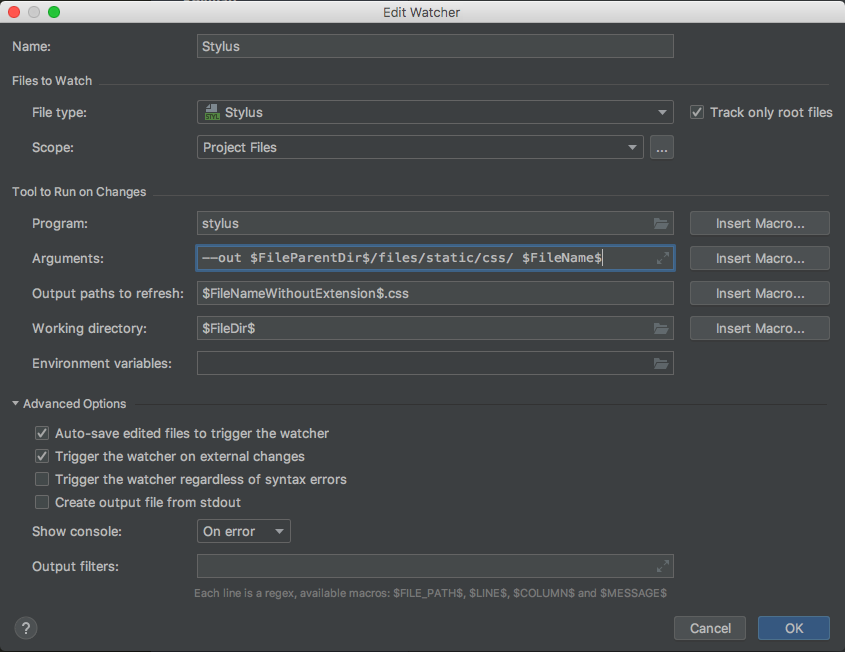 Edit Watcher
Name: Stylus
Files to Watch
File type: STYL Stylus Track only root files
Scope: Project Files ...
Tool to Run on Changes
Program: stylus Insert Macro...
Arguments: --out $FileParentDir$/files/static/css/ $FileName$ Insert Macro...
Output paths to refresh: $FileNameWithoutExtension$.css Insert Macro...
Working directory: $FileDir$ Insert Macro...
Environment variables:
Advanced Options
Auto-save edited files to trigger the watcher
Trigger the watcher on external changes
Trigger the watcher regardless of syntax errors
Create output file from stdout
Show console: On error
Output filters:
Each line is a regex, available macros: $FILE_PATH$, $LINE$, $COLUMN$ and $MESSAGE$
? Cancel OK